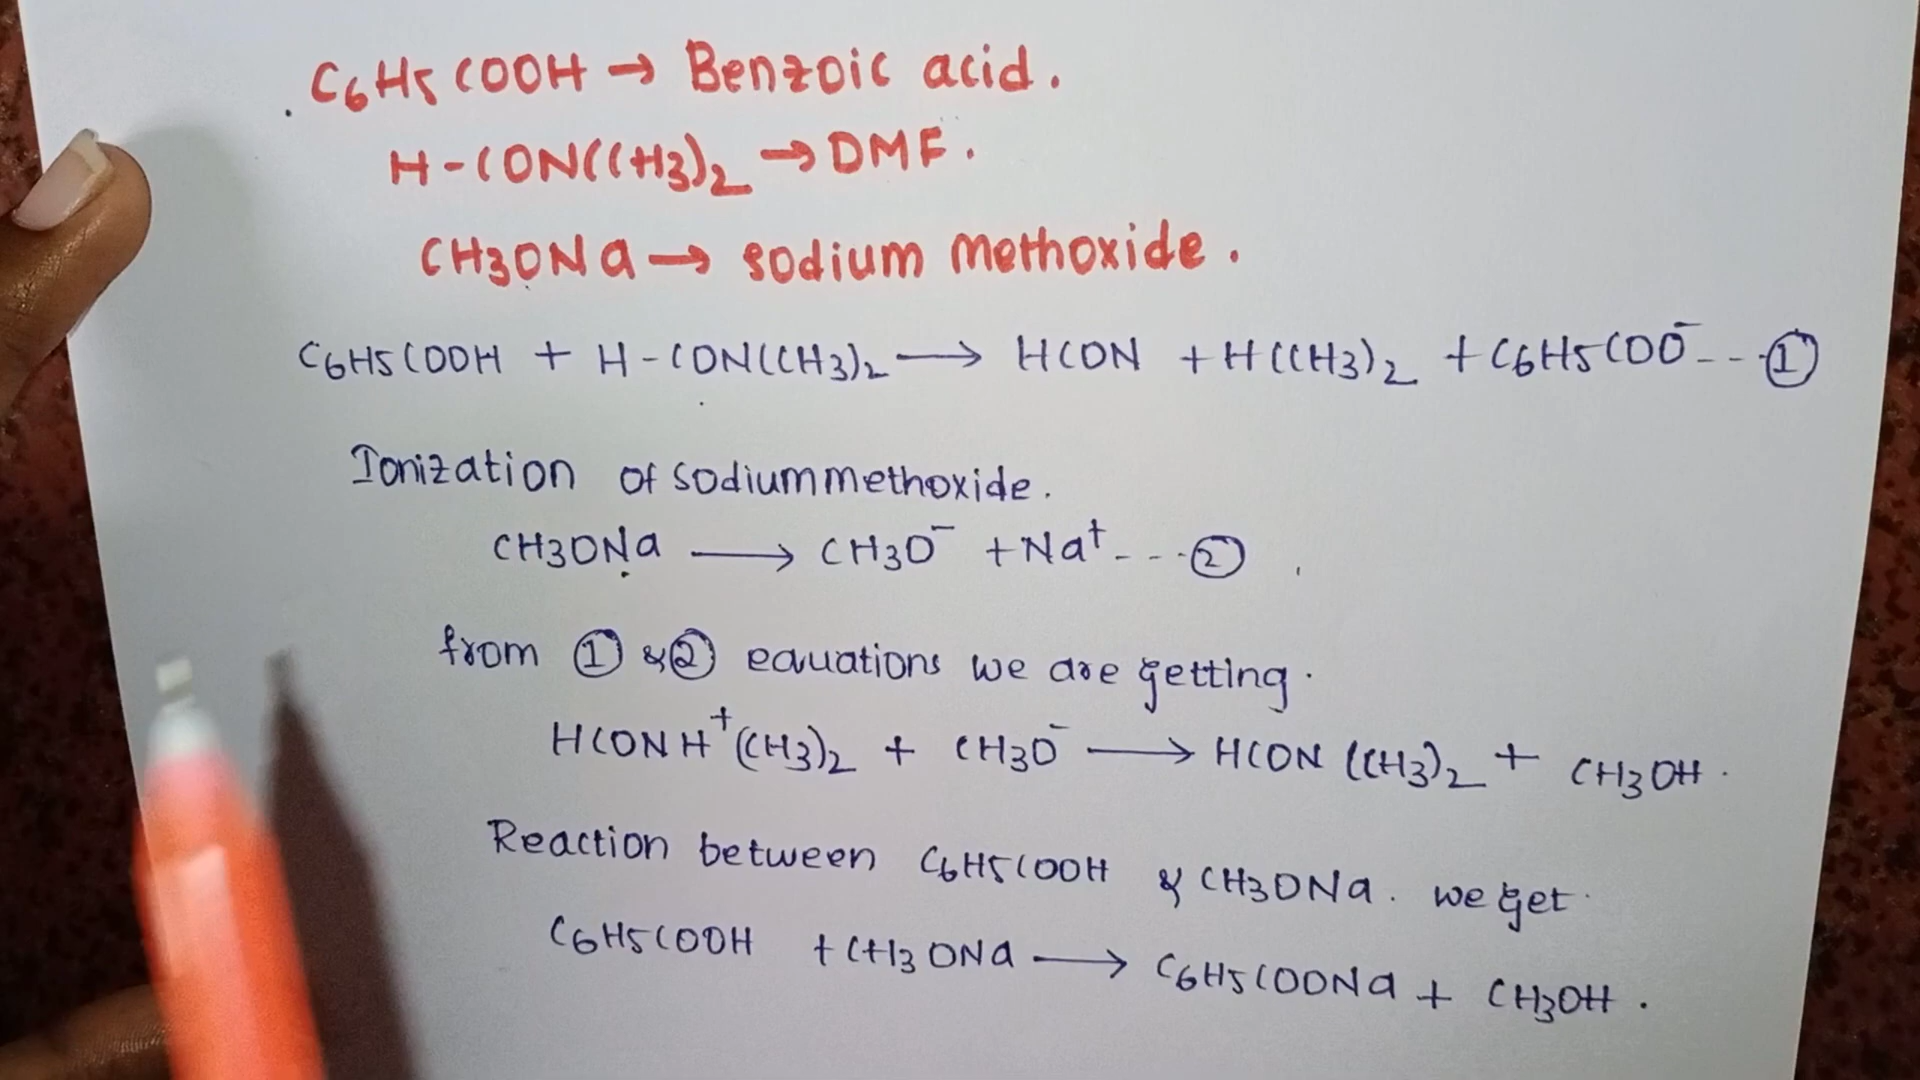 C6H5COOH → Benzoic acid.
H-CON(CH3)2 → DMF.
CH3ONa → sodium methoxide.
C6H5COOH + H-CON(CH3)2 ⟶ HCON + H(CH3)2 + C6H5COO⁻ --- ①
Ionization of sodium methoxide.
CH3ONa ⟶ CH3O⁻ + Na⁺ --- ②
from ① & ② equations we are getting.
HCONH⁺(CH3)2 + CH3O⁻ ⟶ HCON(CH3)2 + CH3OH.
Reaction between C6H5COOH & CH3ONa. we get.
C6H5COOH + CH3ONa ⟶ C6H5COONa + CH3OH.